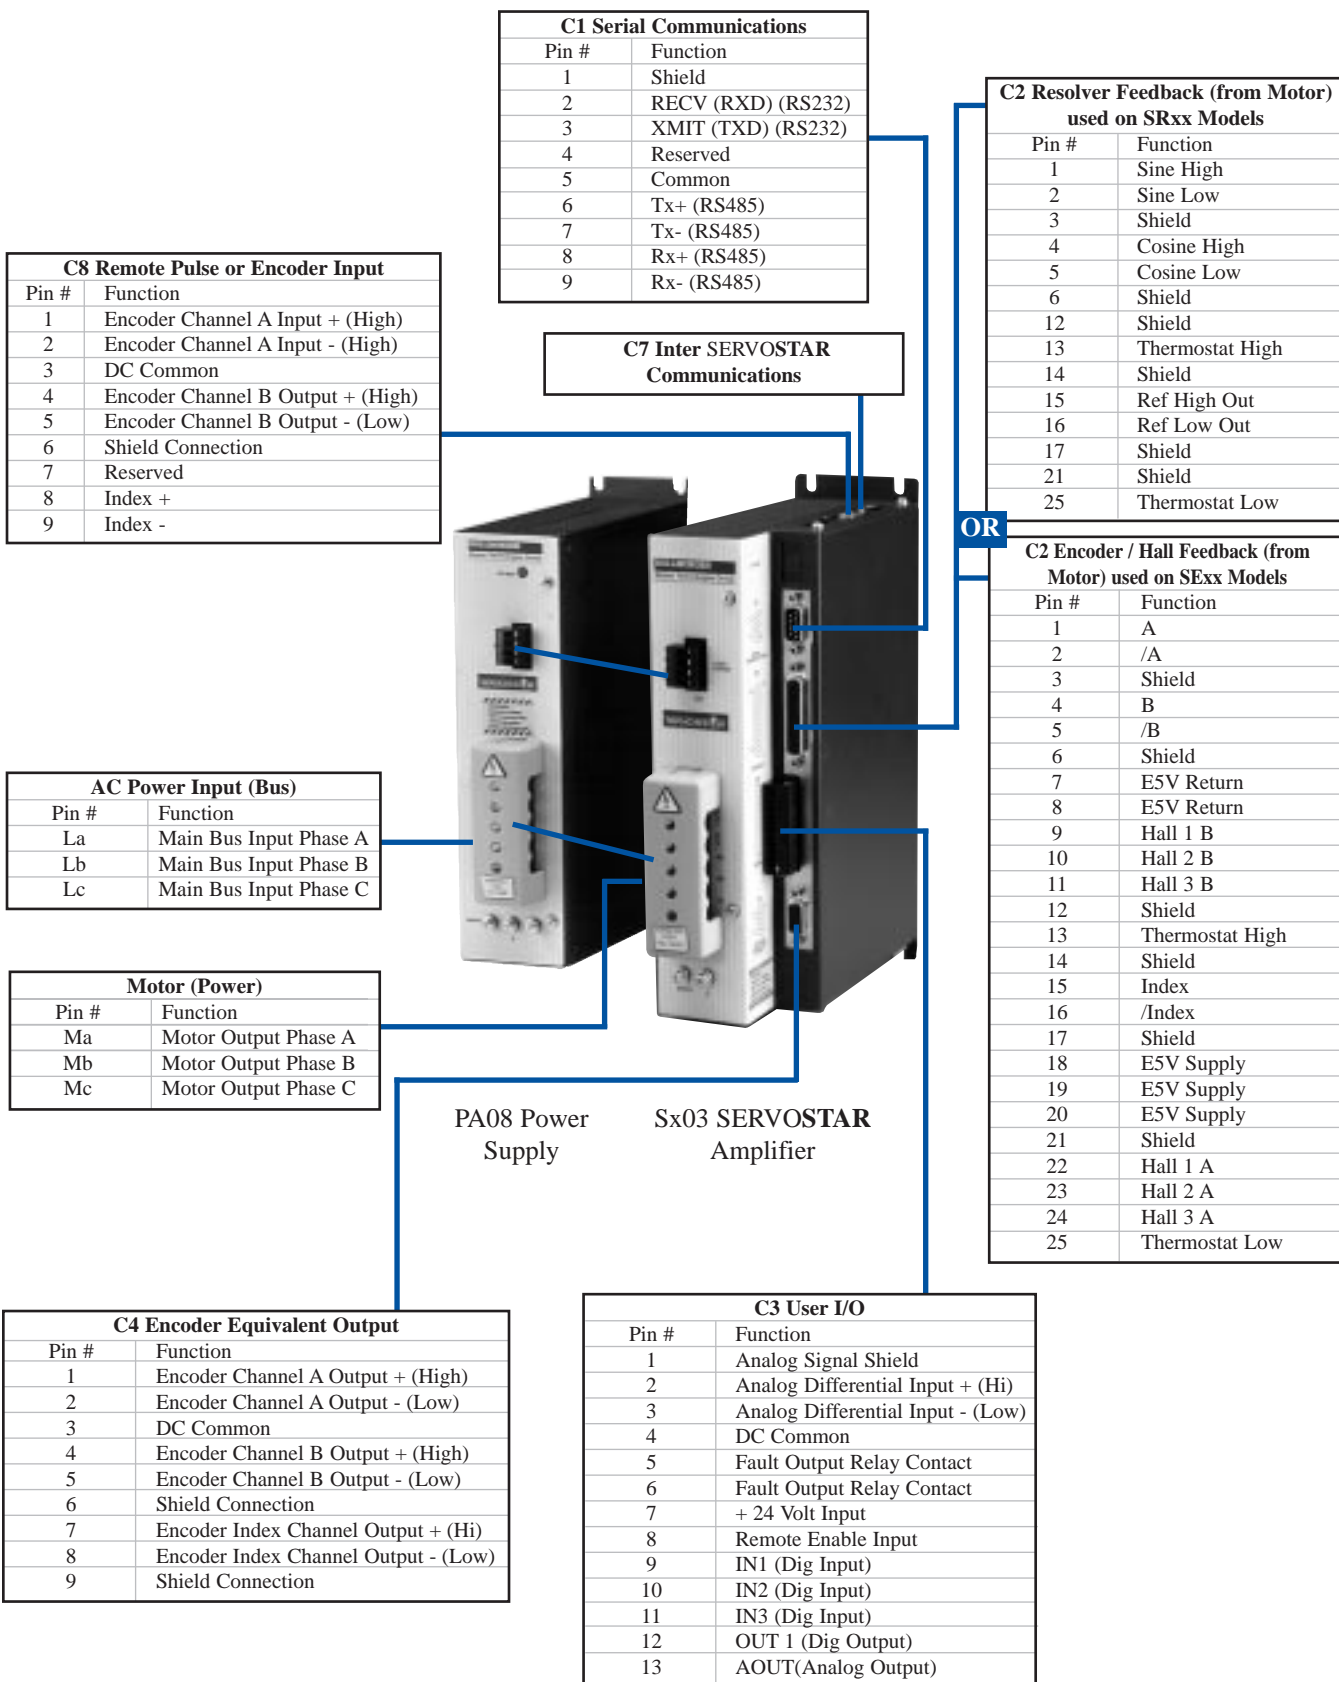 C1 Serial Communications
Pin # Function
1 Shield
2 RECV (RXD) (RS232)
3 XMIT (TXD) (RS232)
4 Reserved
5 Common
6 Tx+ (RS485)
7 Tx- (RS485)
8 Rx+ (RS485)
9 Rx- (RS485)
C2 Resolver Feedback (from Motor)
used on SRxx Models
Pin # Function
1 Sine High
2 Sine Low
3 Shield
4 Cosine High
5 Cosine Low
6 Shield
12 Shield
13 Thermostat High
14 Shield
15 Ref High Out
16 Ref Low Out
17 Shield
21 Shield
25 Thermostat Low
C8 Remote Pulse or Encoder Input
Pin # Function
1 Encoder Channel A Input + (High)
2 Encoder Channel A Input - (High)
3 DC Common
4 Encoder Channel B Output + (High)
5 Encoder Channel B Output - (Low)
6 Shield Connection
7 Reserved
8 Index +
9 Index -
C7 Inter SERVOSTAR
Communications
OR
C2 Encoder / Hall Feedback (from
Motor) used on SExx Models
Pin # Function
1 A
2 /A
3 Shield
4 B
5 /B
6 Shield
7 E5V Return
8 E5V Return
9 Hall 1 B
10 Hall 2 B
11 Hall 3 B
12 Shield
13 Thermostat High
14 Shield
15 Index
16 /Index
17 Shield
18 E5V Supply
19 E5V Supply
20 E5V Supply
21 Shield
22 Hall 1 A
23 Hall 2 A
24 Hall 3 A
25 Thermostat Low
AC Power Input (Bus)
Pin # Function
La Main Bus Input Phase A
Lb Main Bus Input Phase B
Lc Main Bus Input Phase C
Motor (Power)
Pin # Function
Ma Motor Output Phase A
Mb Motor Output Phase B
Mc Motor Output Phase C
PA08 Power
Supply
Sx03 SERVOSTAR
Amplifier
C4 Encoder Equivalent Output
Pin # Function
1 Encoder Channel A Output + (High)
2 Encoder Channel A Output - (Low)
3 DC Common
4 Encoder Channel B Output + (High)
5 Encoder Channel B Output - (Low)
6 Shield Connection
7 Encoder Index Channel Output + (Hi)
8 Encoder Index Channel Output - (Low)
9 Shield Connection
C3 User I/O
Pin # Function
1 Analog Signal Shield
2 Analog Differential Input + (Hi)
3 Analog Differential Input - (Low)
4 DC Common
5 Fault Output Relay Contact
6 Fault Output Relay Contact
7 + 24 Volt Input
8 Remote Enable Input
9 IN1 (Dig Input)
10 IN2 (Dig Input)
11 IN3 (Dig Input)
12 OUT 1 (Dig Output)
13 AOUT(Analog Output)